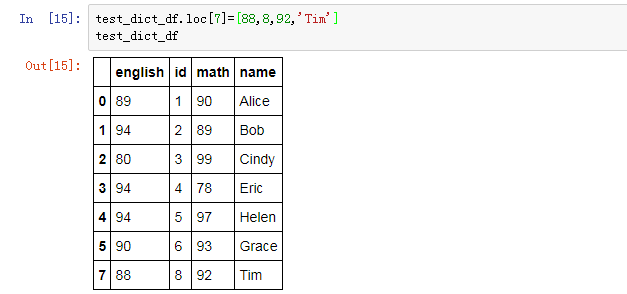 In [15]: test_dict_df.loc[7]=[88,8,92,'Tim']
test_dict_df
Out[15]:
english id math name
0 89 1 90 Alice
1 94 2 89 Bob
2 80 3 99 Cindy
3 94 4 78 Eric
4 94 5 97 Helen
5 90 6 93 Grace
7 88 8 92 Tim